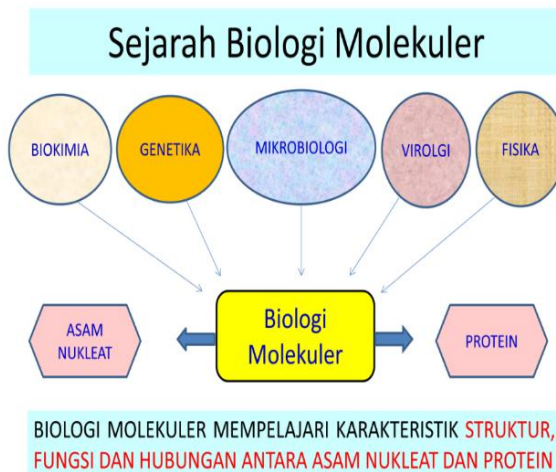 Sejarah Biologi Molekuler
BIOKIMIA
GENETIKA
MIKROBIOLOGI
VIROLGI
FISIKA
ASAM
NUKLEAT
Biologi
Molekuler
PROTEIN
BIOLOGI MOLEKULER MEMPELAJARI KARAKTERISTIK STRUKTUR,
FUNGSI DAN HUBUNGAN ANTARA ASAM NUKLEAT DAN PROTEIN